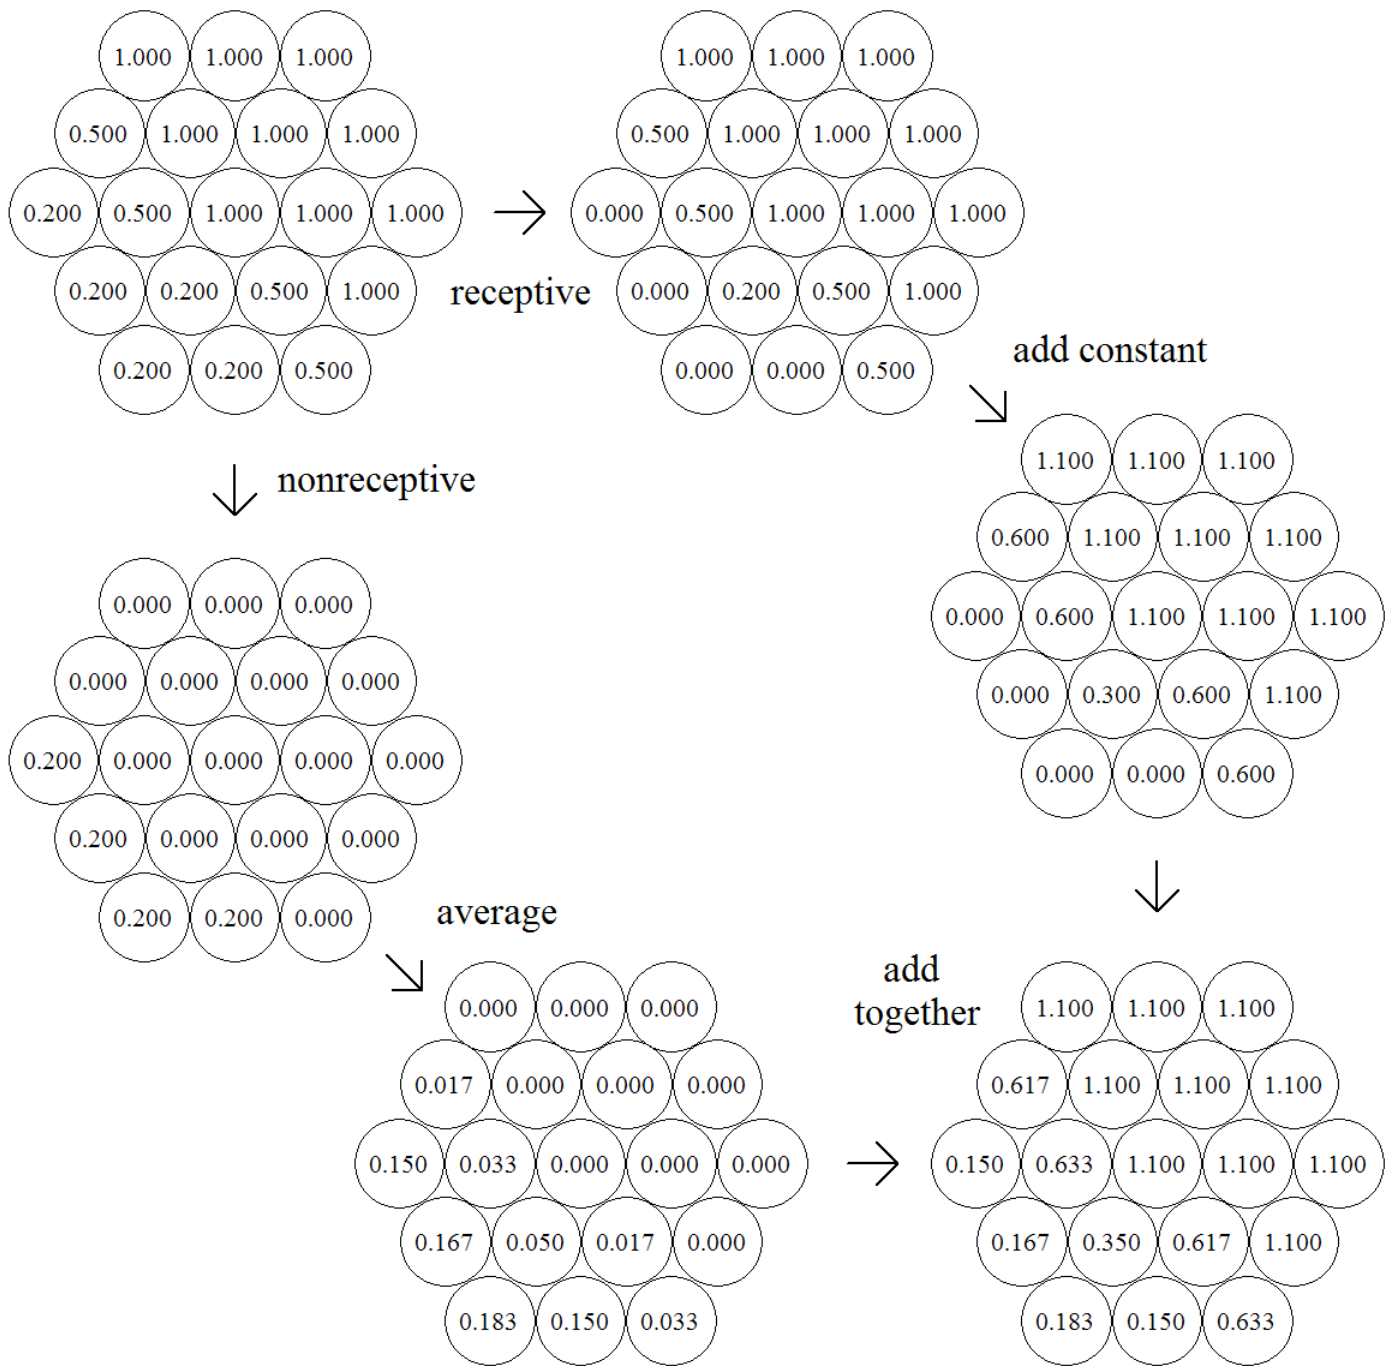 1.000 1.000 1.000
0.500 1.000 1.000 1.000
0.200 0.500 1.000 1.000 1.000
0.200 0.200 0.500 1.000
0.200 0.200 0.500
receptive
1.000 1.000 1.000
0.500 1.000 1.000 1.000
0.000 0.500 1.000 1.000 1.000
0.000 0.200 0.500 1.000
0.000 0.000 0.500
add constant
1.100 1.100 1.100
0.600 1.100 1.100 1.100
0.000 0.600 1.100 1.100 1.100
0.000 0.300 0.600 1.100
0.000 0.000 0.600
nonreceptive
0.000 0.000 0.000
0.000 0.000 0.000 0.000
0.200 0.000 0.000 0.000 0.000
0.200 0.000 0.000 0.000
0.200 0.200 0.000
average
0.000 0.000 0.000
0.017 0.000 0.000 0.000
0.150 0.033 0.000 0.000 0.000
0.167 0.050 0.017 0.000
0.183 0.150 0.033
add
together
1.100 1.100 1.100
0.617 1.100 1.100 1.100
0.150 0.633 1.100 1.100 1.100
0.167 0.350 0.617 1.100
0.183 0.150 0.633